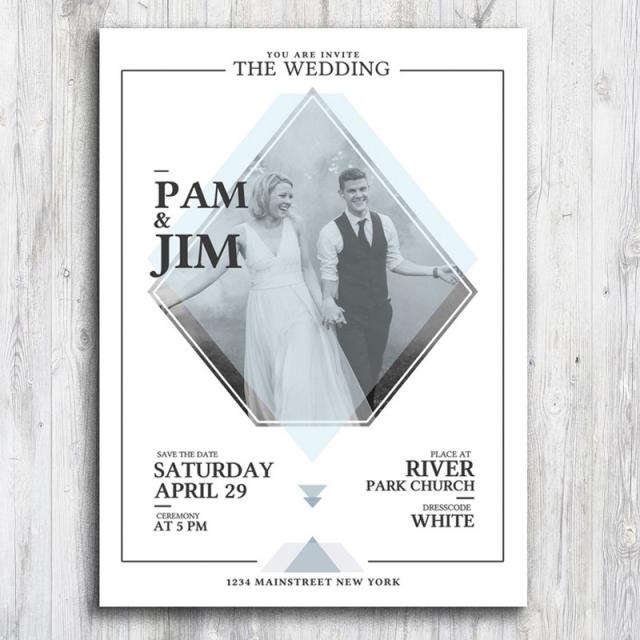 YOU ARE INVITE
THE WEDDING
PAM
&
JIM
SAVE THE DATE
SATURDAY
APRIL 29
CEREMONY
AT 5 PM
PLACE AT
RIVER
PARK CHURCH
DRESSCODE
WHITE
1234 MAINSTREET NEW YORK